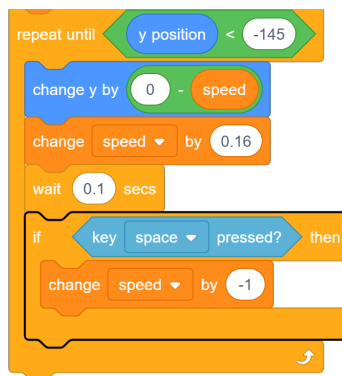 repeat until y position < -145
change y by 0 - speed
change speed by 0.16
wait 0.1 secs
if key space pressed? then
change speed by -1